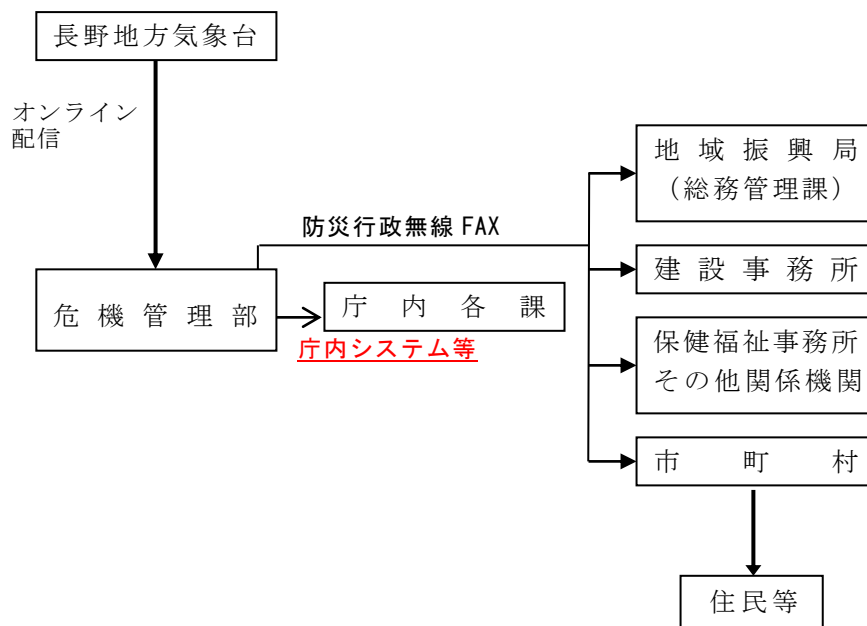 長野地方気象台
オンライン
配信
地域振興局
（総務管理課）
防災行政無線 FAX
建設事務所
危機管理部
庁内各課
庁内システム等
保健福祉事務所
その他関係機関
市町村
住民等